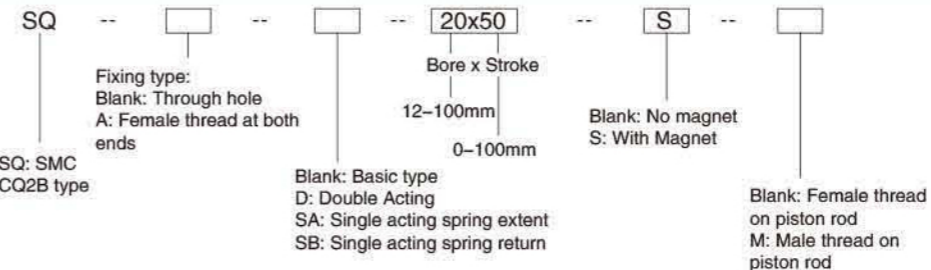 SQ -- -- -- 20x50 -- S --
Fixing type:
Blank: Through hole
A: Female thread at both
ends
SQ: SMC
CQ2B type
Blank: Basic type
D: Double Acting
SA: Single acting spring extent
SB: Single acting spring return
Bore x Stroke
12–100mm
0–100mm
Blank: No magnet
S: With Magnet
Blank: Female thread
on piston rod
M: Male thread on
piston rod